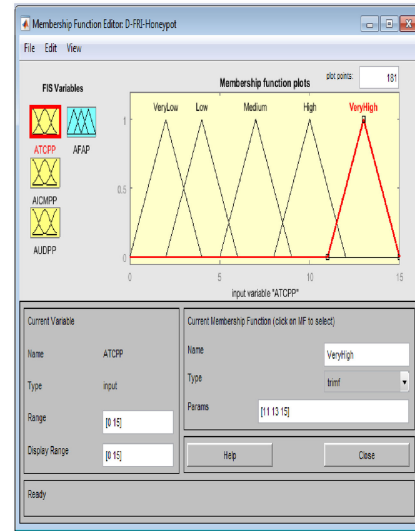 Membership Function Editor: D-FRI-Honeypot
File Edit View
FIS Variables
ATCPP
AFAP
AICMPP
AUDPP
Membership function plots
plot points:
181
VeryLow Low Medium High VeryHigh
1
0.5
0
0 5 10 15
input variable "ATCPP"
Current Variable
Name ATCPP
Type input
Range [0 15]
Display Range [0 15]
Current Membership Function (click on MF to select)
Name VeryHigh
Type trimf
Params [11 13 15]
Help Close
Ready